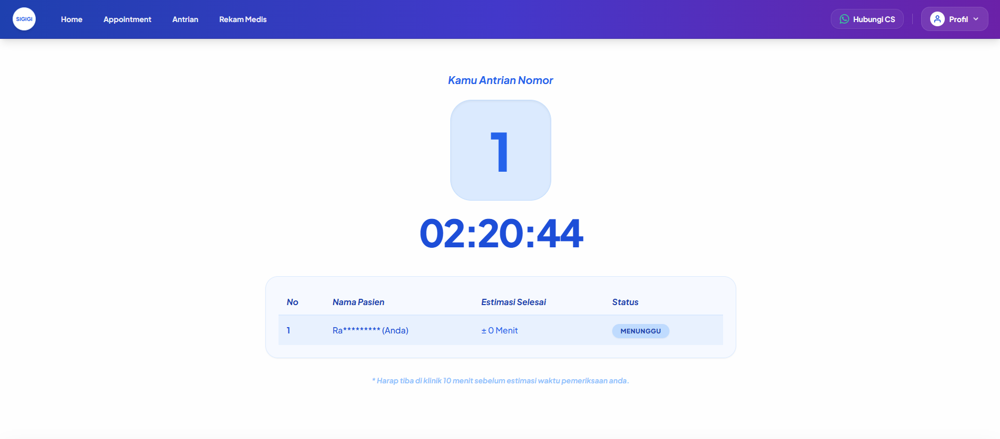 SIGIGI Home Appointment Antrian Rekam Medis Hubungi CS Profil
Kamu Antrian Nomor
1
02:20:44
No Nama Pasien Estimasi Selesai Status
1 Ra********* (Anda) ± 0 Menit MENUNGGU
* Harap tiba di klinik 10 menit sebelum estimasi waktu pemeriksaan anda.